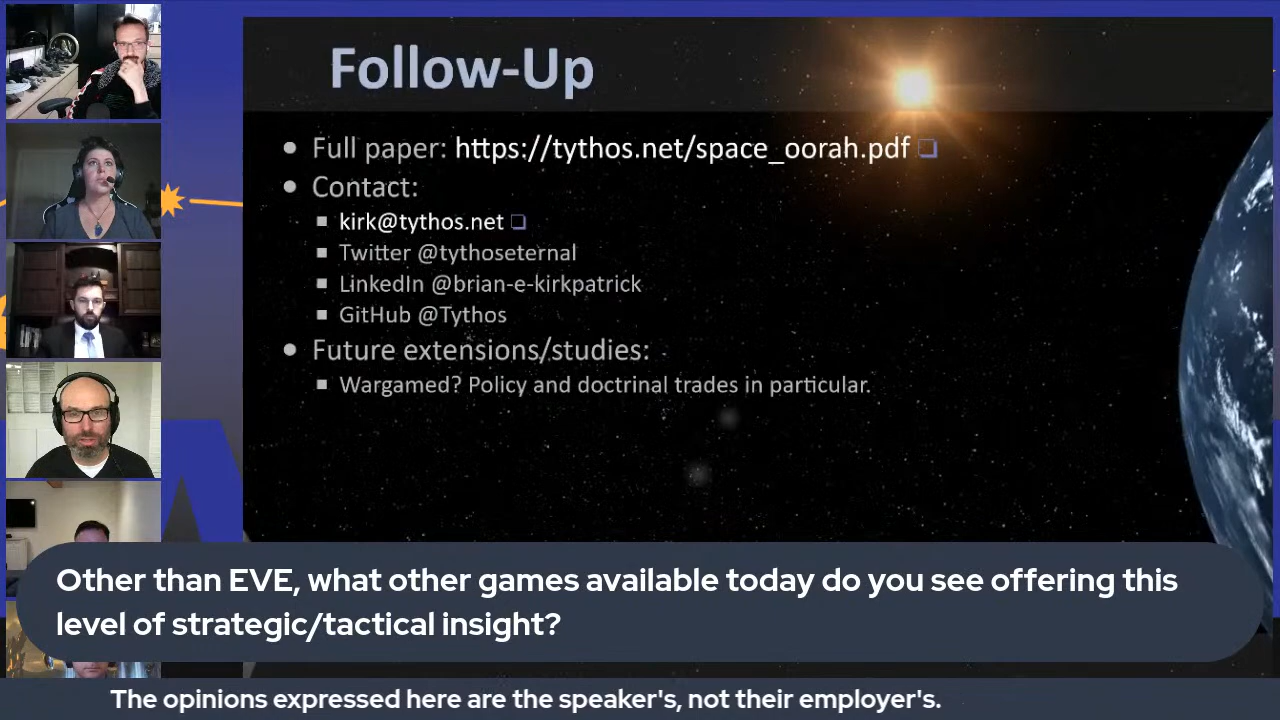 Follow-Up
Full paper: https://tythos.net/space_oorah.pdf
Contact:
kirk@tythos.net
Twitter @tythoseternal
LinkedIn @brian-e-kirkpatrick
GitHub @Tythos
Future extensions/studies:
Wargamed? Policy and doctrinal trades in particular.
Other than EVE, what other games available today do you see offering this
level of strategic/tactical insight?
The opinions expressed here are the speaker's, not their employer's.